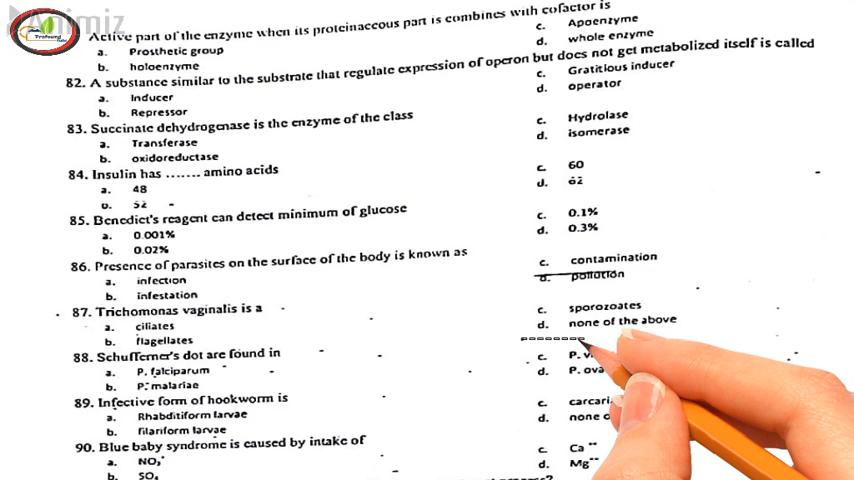 Animiz
Active part of the enzyme when its proteinaceous part is combines with cofactor is
a. Prosthetic group
c. Apoenzyme
b. holoenzyme
d. whole enzyme
82. A substance similar to the substrate that regulate expression of operon but does not get metabolized itself is called
a. Inducer
c. Gratitious inducer
b. Repressor
d. operator
83. Succinate dehydrogenase is the enzyme of the class
a. Transferase
c. Hydrolase
b. oxidoreductase
d. isomerase
84. Insulin has ....... amino acids
a. 48
c. 60
b. 52
d. 62
85. Benedict's reagent can detect minimum of glucose
a. 0.001%
c. 0.1%
b. 0.02%
d. 0.3%
86. Presence of parasites on the surface of the body is known as
a. infection
c. contamination
b. infestation
d. pollution
87. Trichomonas vaginalis is a
a. ciliates
c. sporozoates
b. flagellates
d. none of the above
88. Schufferner's dot are found in
a. P. falciparum
c. P. v
b. P. malariae
d. P. ova
89. Infective form of hookworm is
a. Rhabditiform larvae
c. carcari
b. filariform larvae
d. none o
90. Blue baby syndrome is caused by intake of
a. NO₃⁻
c. Ca⁺⁺
b. SO₄
d. Mg⁺⁺